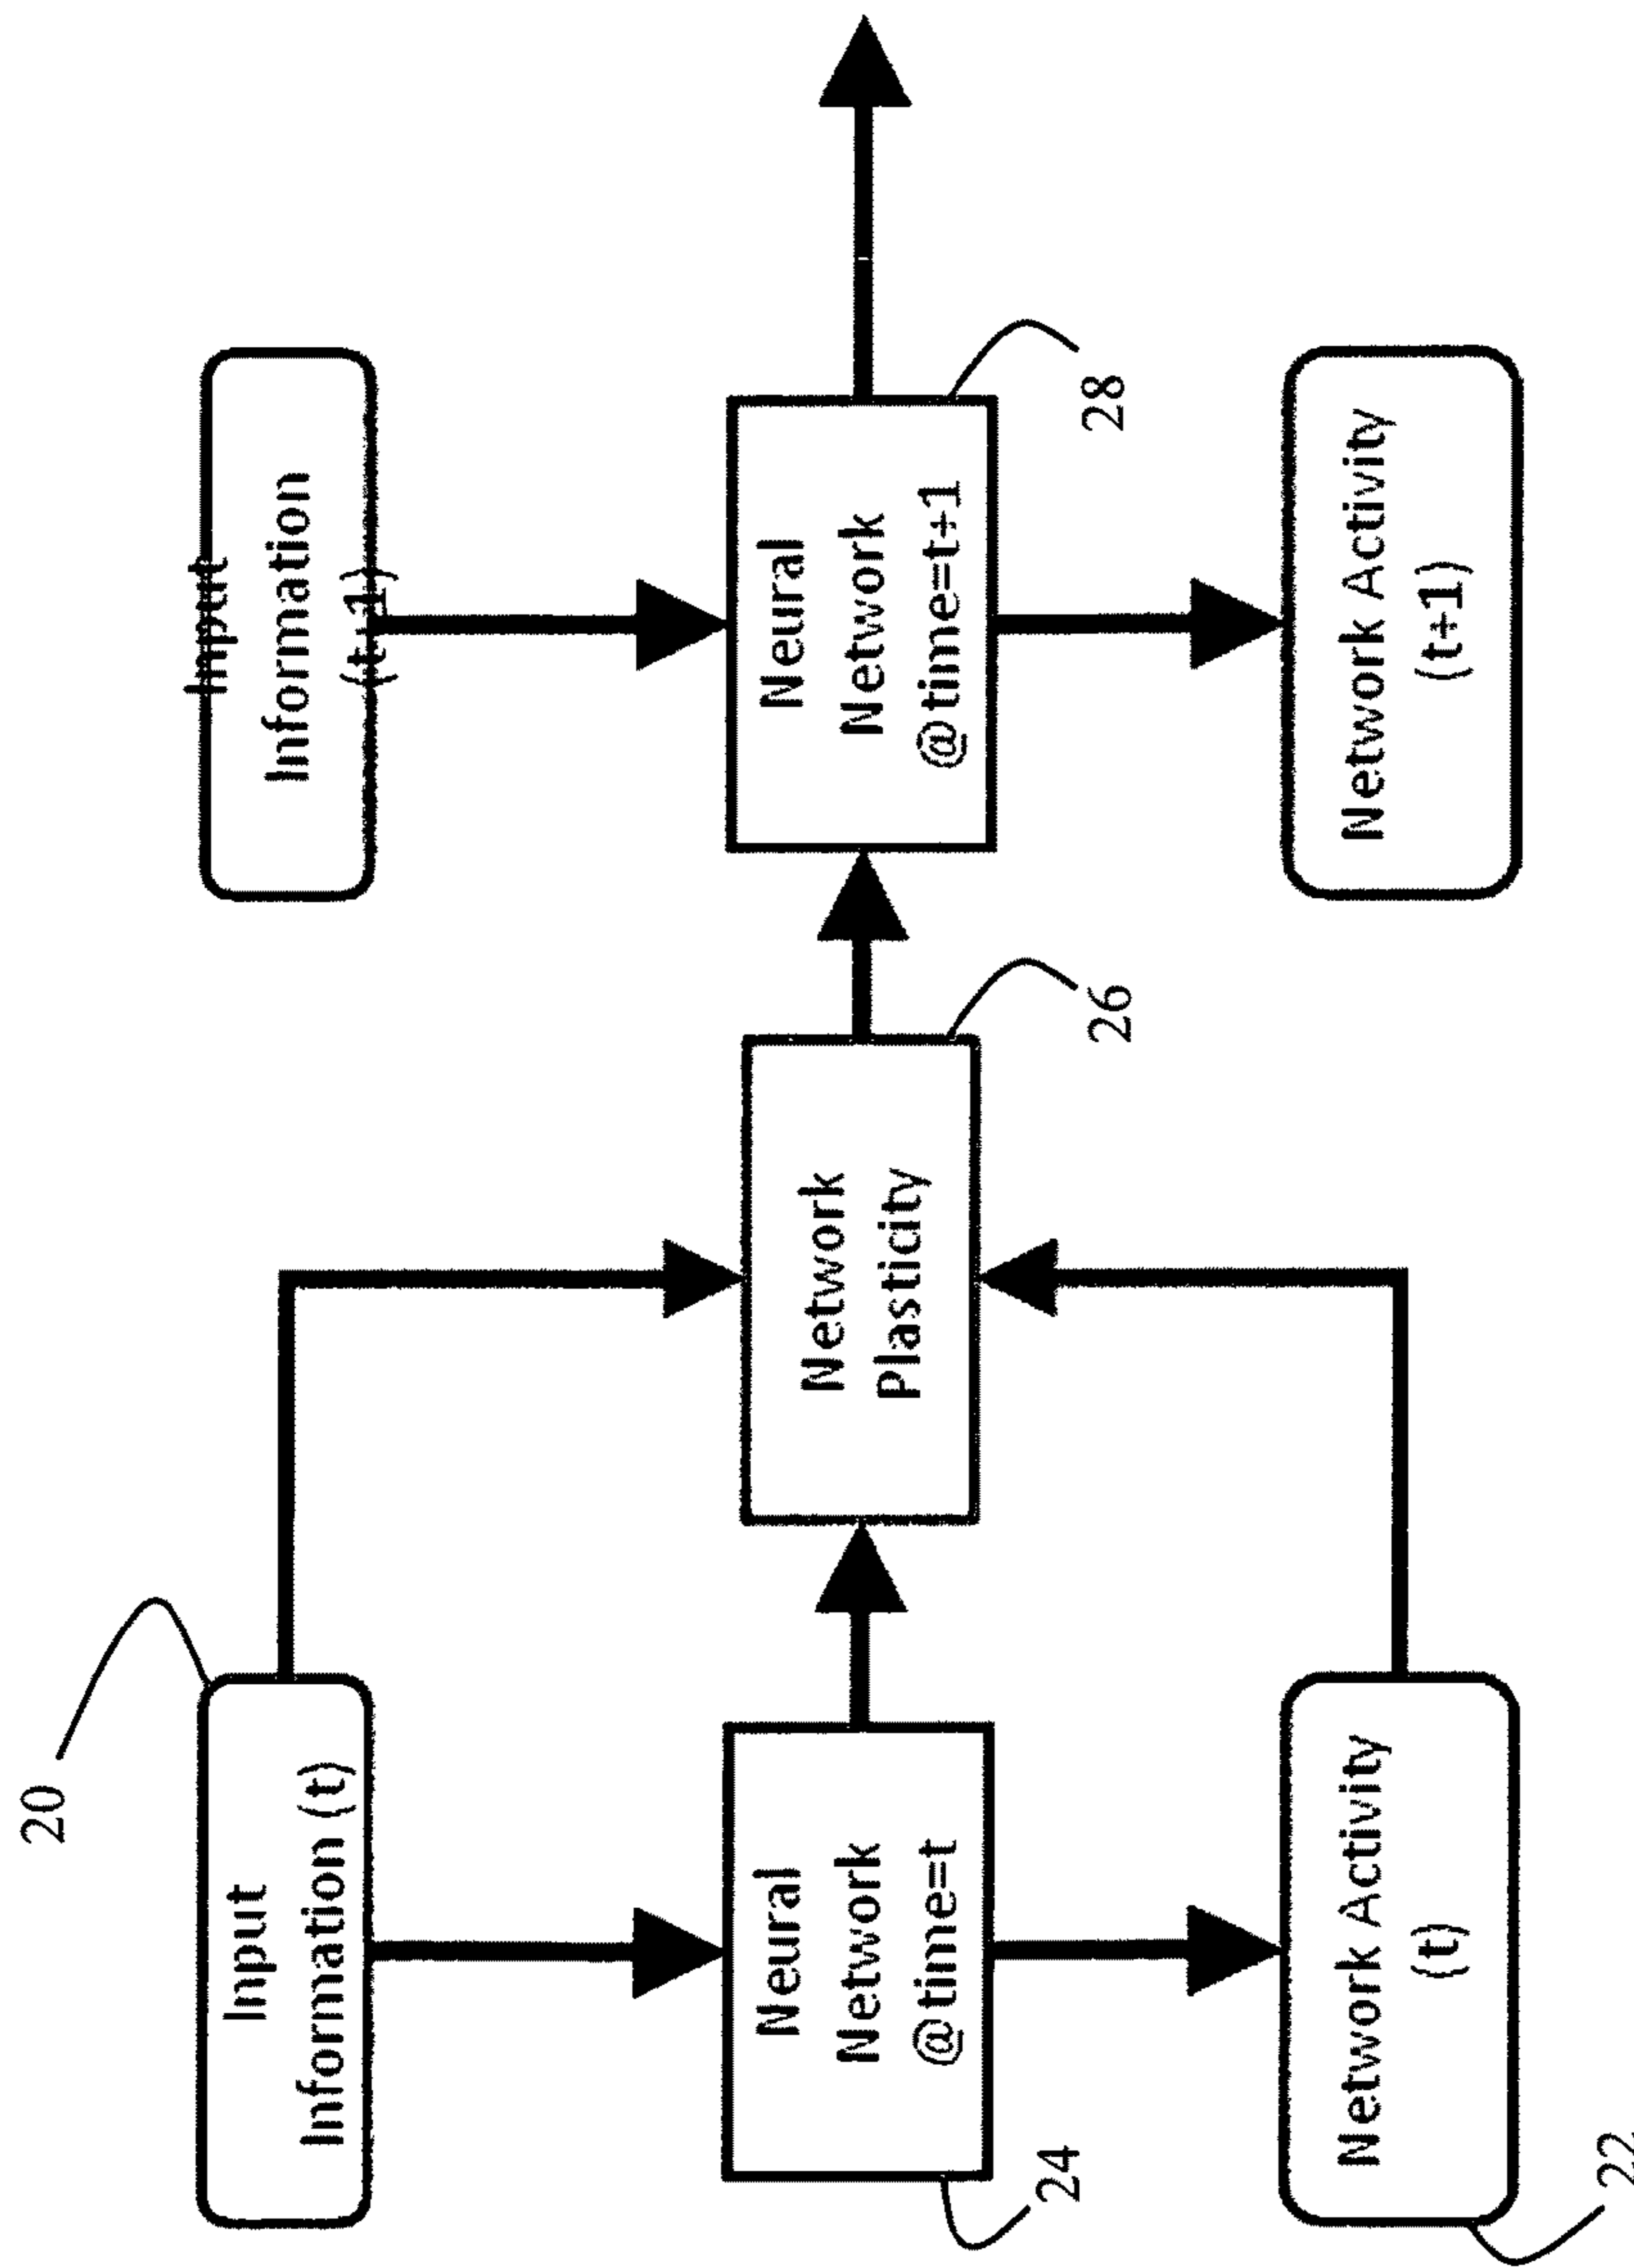 20
Input
Information (t)
Input
Information
(t+1)
Neural
Network
@time=t
24
Network
Plasticity
26
Neural
Network
@time=t+1
28
Network Activity
(t)
22
Network Activity
(t+1)